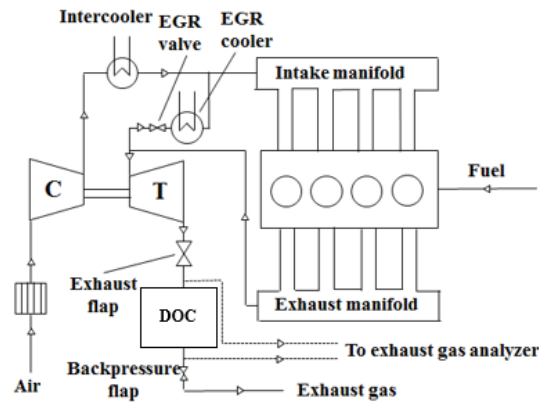 Intercooler
EGR
valve
EGR
cooler
Intake manifold
C
T
Fuel
Exhaust
flap
DOC
Exhaust manifold
To exhaust gas analyzer
Backpressure
flap
Air
Exhaust gas